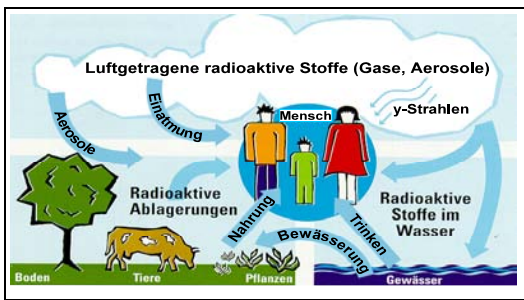 Luftgetragene radioaktive Stoffe (Gase, Aerosole)
Aerosole
Einatmung
Mensch
y-Strahlen
Radioaktive
Ablagerungen
Radioaktive
Stoffe im
Wasser
Nahrung
Bewässerung
Trinken
Boden
Tiere
Pflanzen
Gewässer